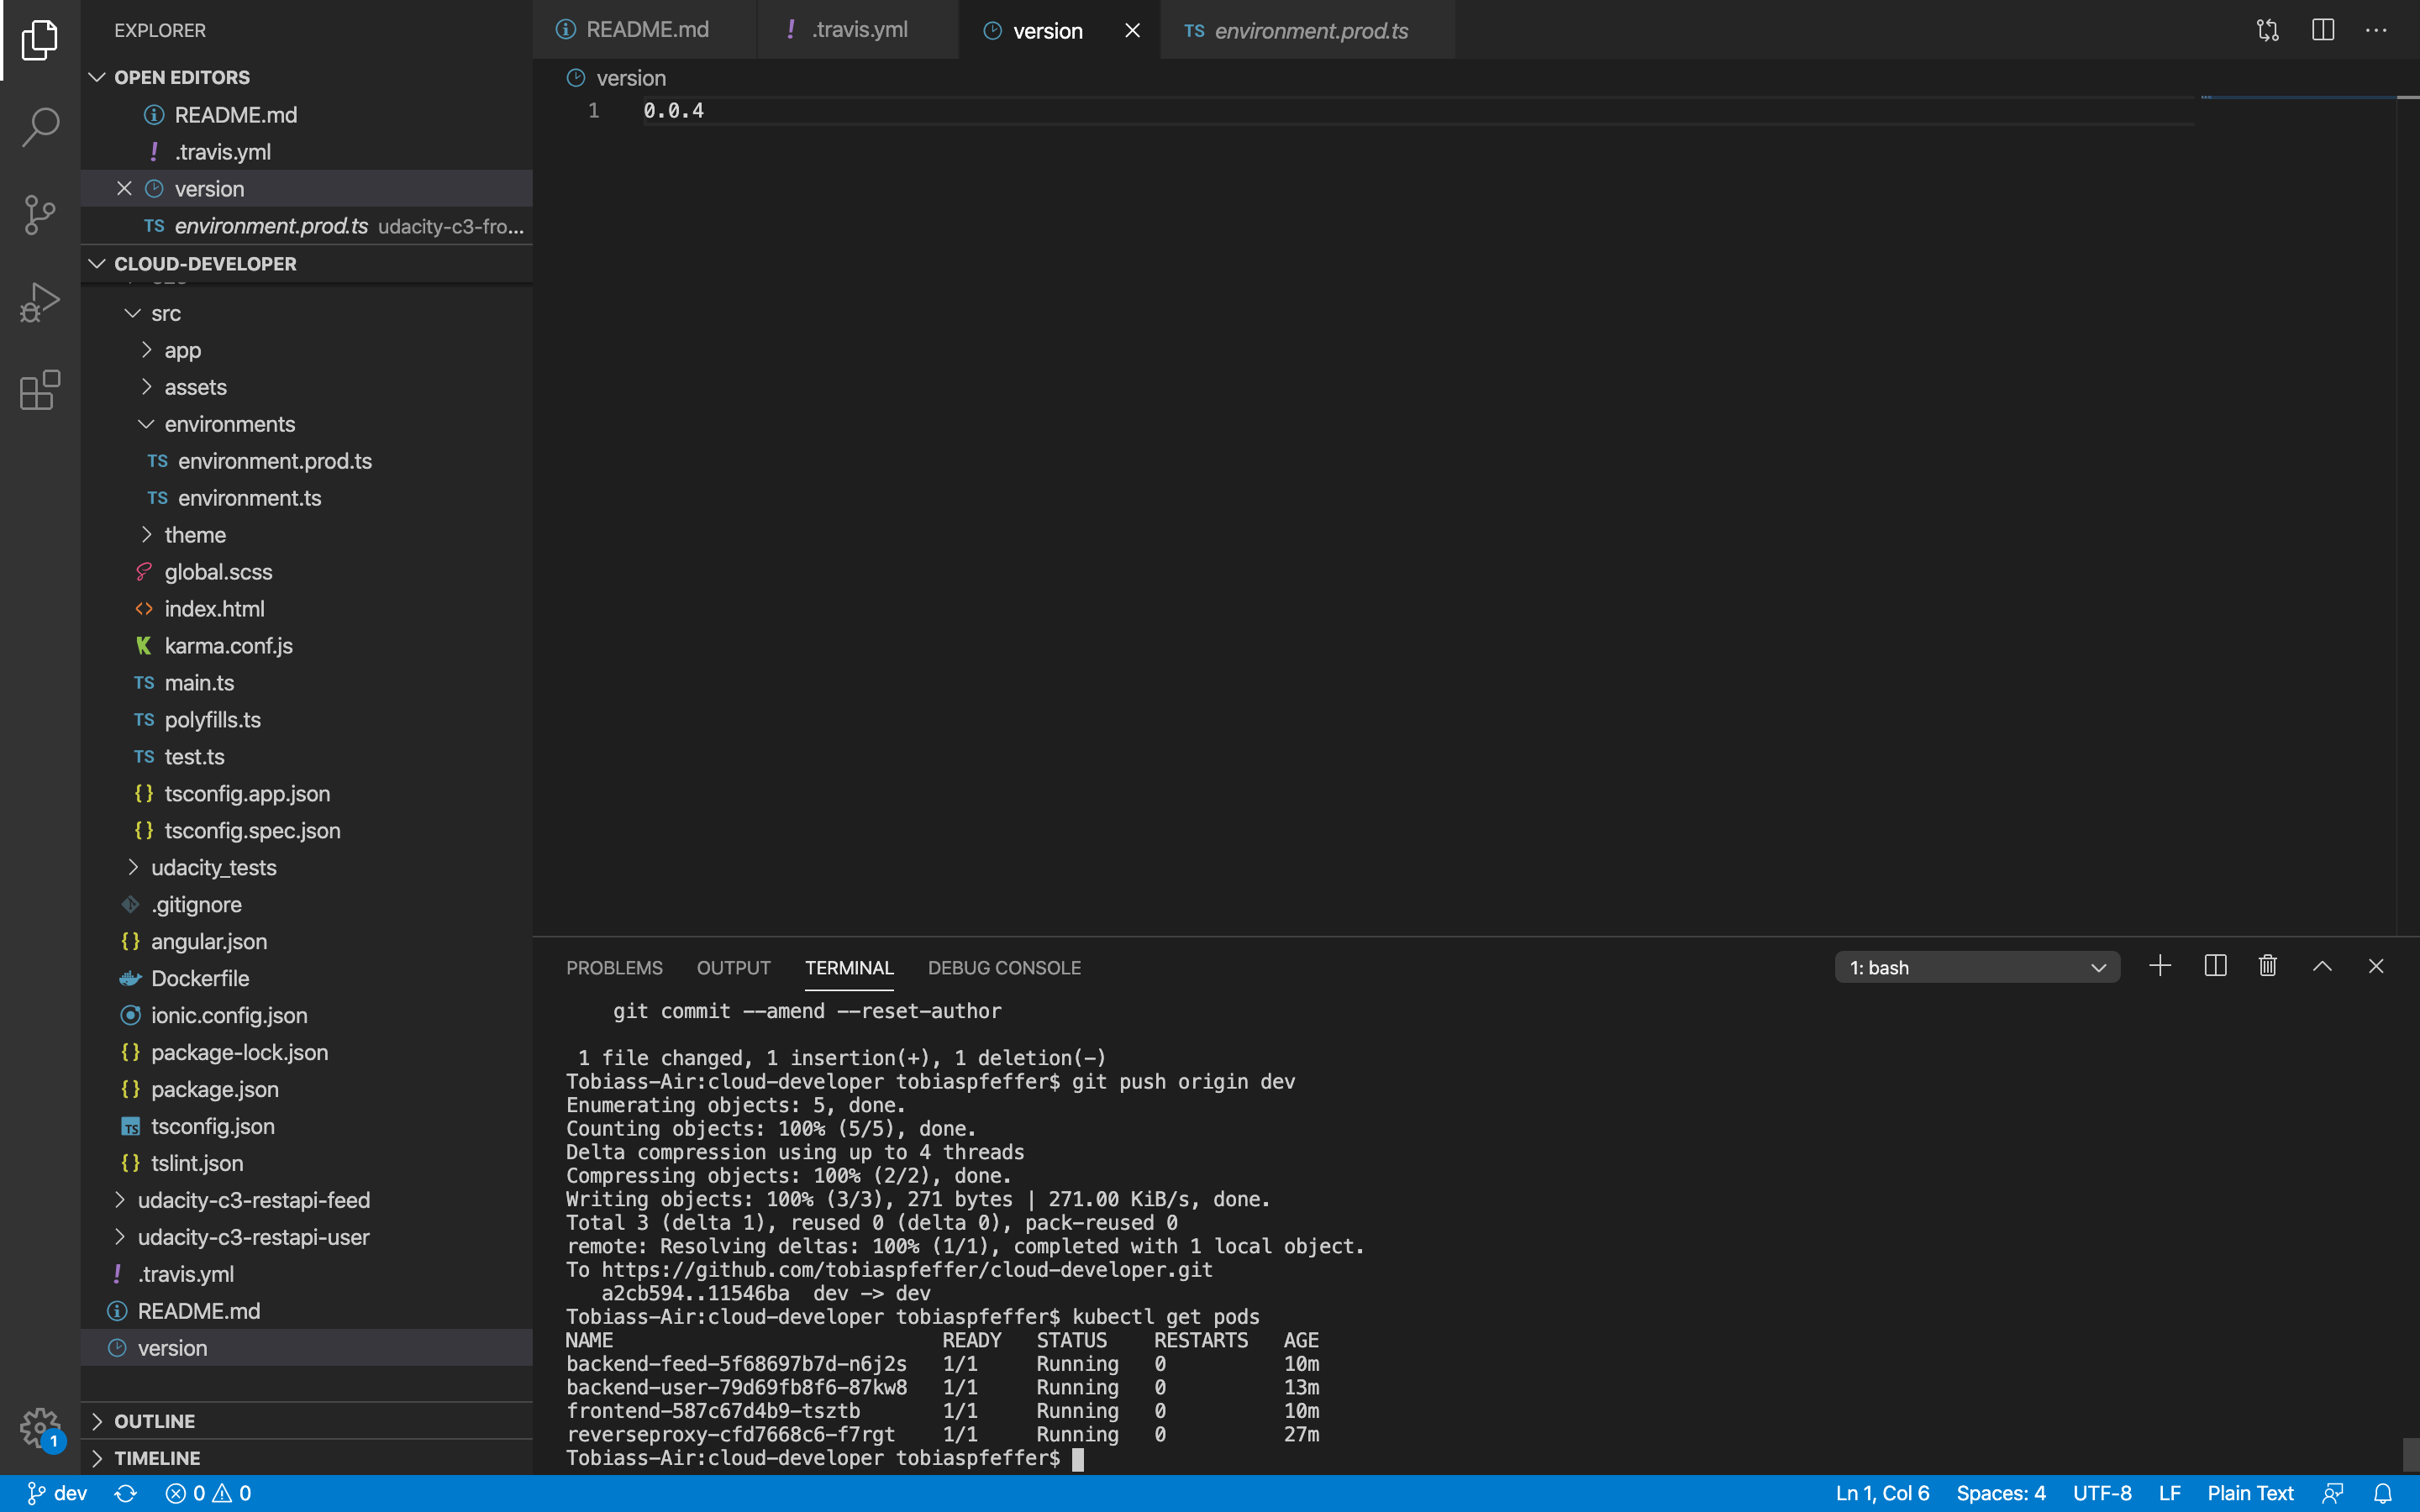 EXPLORER
OPEN EDITORS
README.md
.travis.yml
version
TS environment.prod.ts udacity-c3-fro...
CLOUD-DEVELOPER
src
app
assets
environments
TS environment.prod.ts
TS environment.ts
theme
global.scss
<> index.html
karma.conf.js
TS main.ts
TS polyfills.ts
TS test.ts
{} tsconfig.app.json
{} tsconfig.spec.json
udacity_tests
.gitignore
{} angular.json
Dockerfile
ionic.config.json
{} package-lock.json
{} package.json
TS tsconfig.json
{} tslint.json
udacity-c3-restapi-feed
udacity-c3-restapi-user
! .travis.yml
README.md
version
OUTLINE
TIMELINE
1
README.md
! .travis.yml
version
TS environment.prod.ts
version
1 0.0.4
PROBLEMS OUTPUT TERMINAL DEBUG CONSOLE
1: bash
git commit --amend --reset-author
1 file changed, 1 insertion(+), 1 deletion(-)
Tobiass-Air:cloud-developer tobiaspfeffer$ git push origin dev
Enumerating objects: 5, done.
Counting objects: 100% (5/5), done.
Delta compression using up to 4 threads
Compressing objects: 100% (2/2), done.
Writing objects: 100% (3/3), 271 bytes | 271.00 KiB/s, done.
Total 3 (delta 1), reused 0 (delta 0), pack-reused 0
remote: Resolving deltas: 100% (1/1), completed with 1 local object.
To https://github.com/tobiaspfeffer/cloud-developer.git
a2cb594..11546ba dev -> dev
Tobiass-Air:cloud-developer tobiaspfeffer$ kubectl get pods
NAME READY STATUS RESTARTS AGE
backend-feed-5f68697b7d-n6j2s 1/1 Running 0 10m
backend-user-79d69fb8f6-87kw8 1/1 Running 0 13m
frontend-587c67d4b9-tsztb 1/1 Running 0 10m
reverseproxy-cfd7668c6-f7rgt 1/1 Running 0 27m
Tobiass-Air:cloud-developer tobiaspfeffer$
dev 0 0 Ln 1, Col 6 Spaces: 4 UTF-8 LF Plain Text